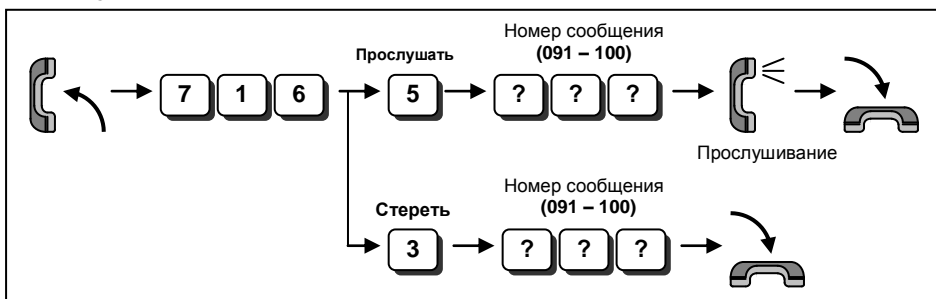 Номер сообщения
(091 – 100)
Прослушать
7 1 6 5 ? ? ?
Прослушивание
Номер сообщения
(091 – 100)
Стереть
3 ? ? ?